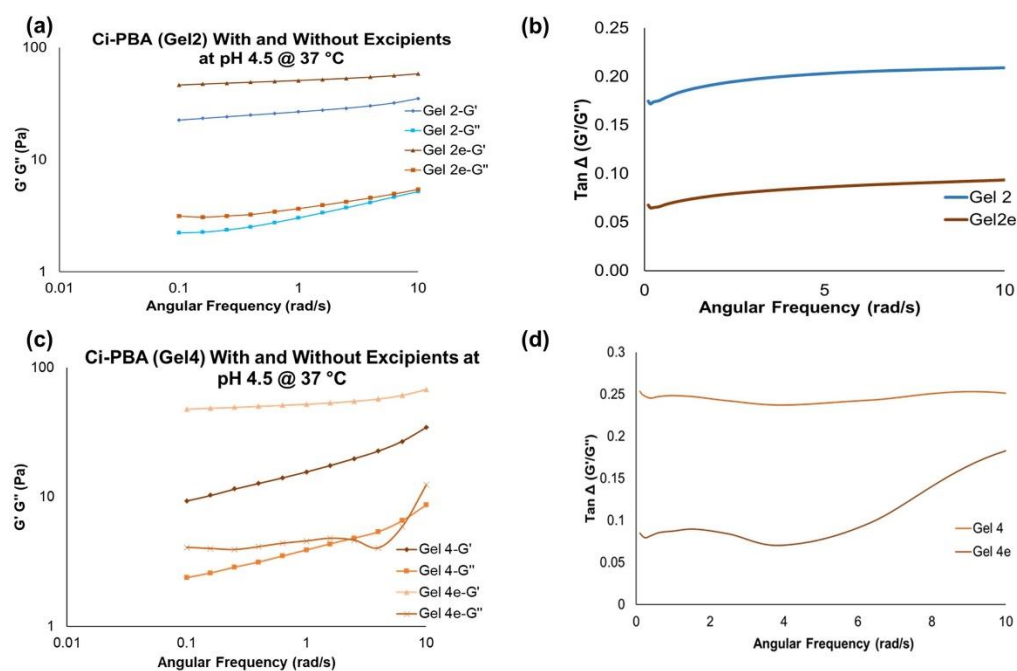 (a)
Ci-PBA (Gel2) With and Without Excipients
at pH 4.5 @ 37 °C
100
10
1
G' G'' (Pa)
0.01
0.1
1
10
Angular Frequency (rad/s)
Gel 2-G'
Gel 2-G''
Gel 2e-G'
Gel 2e-G''
(b)
0.25
0.20
0.15
0.10
0.05
0.00
Tan Δ (G'/G'')
0
5
10
Angular Frequency (rad/s)
Gel 2
Gel2e
(c)
Ci-PBA (Gel4) With and Without Excipients at
pH 4.5 @ 37 °C
100
10
1
G' G'' (Pa)
0.01
0.1
1
10
Angular Frequency (rad/s)
Gel 4-G'
Gel 4-G''
Gel 4e-G'
Gel 4e-G''
(d)
0.3
0.25
0.2
0.15
0.1
0.05
0
Tan Δ (G'/G'')
0
2
4
6
8
10
Angular Frequency (rad/s)
Gel 4
Gel 4e